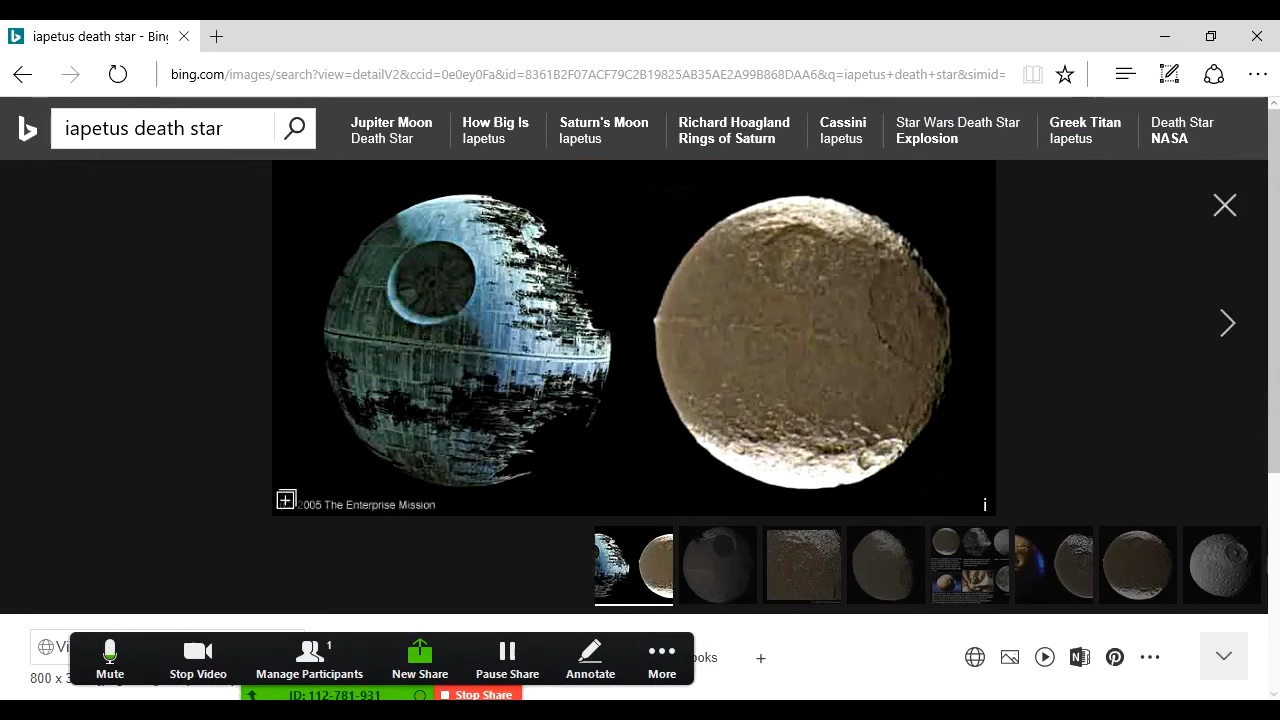 iapetus death star - Bing
bing.com/images/search?view=detailV2&ccid=0e0ey0Fa&id=8361B2F07ACF79C2B19825AB35AE2A99B868DAA6&q=iapetus+death+star&simid=
iapetus death star
Jupiter Moon
Death Star
How Big Is
Iapetus
Saturn's Moon
Iapetus
Richard Hoagland
Rings of Saturn
Cassini
Iapetus
Star Wars Death Star
Explosion
Greek Titan
Iapetus
Death Star
NASA
2005 The Enterprise Mission
i
Vi
ooks
800 x
Mute
Stop Video
1
Manage Participants
New Share
Pause Share
Annotate
More
ID: 112-781-931
Stop Share